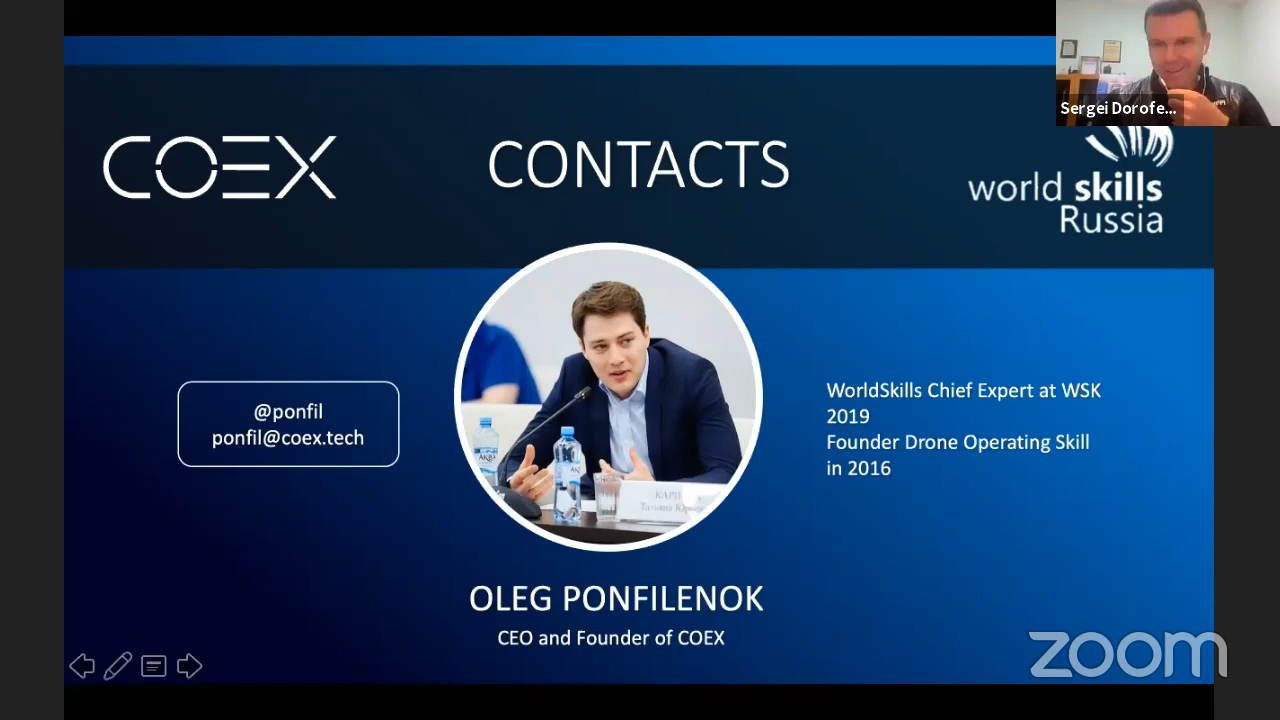 Sergei Dorofe...
COEX
CONTACTS
world skills
Russia
@ponfil
ponfil@coex.tech
WorldSkills Chief Expert at WSK
2019
Founder Drone Operating Skill
in 2016
OLEG PONFILENOK
CEO and Founder of COEX
zoom